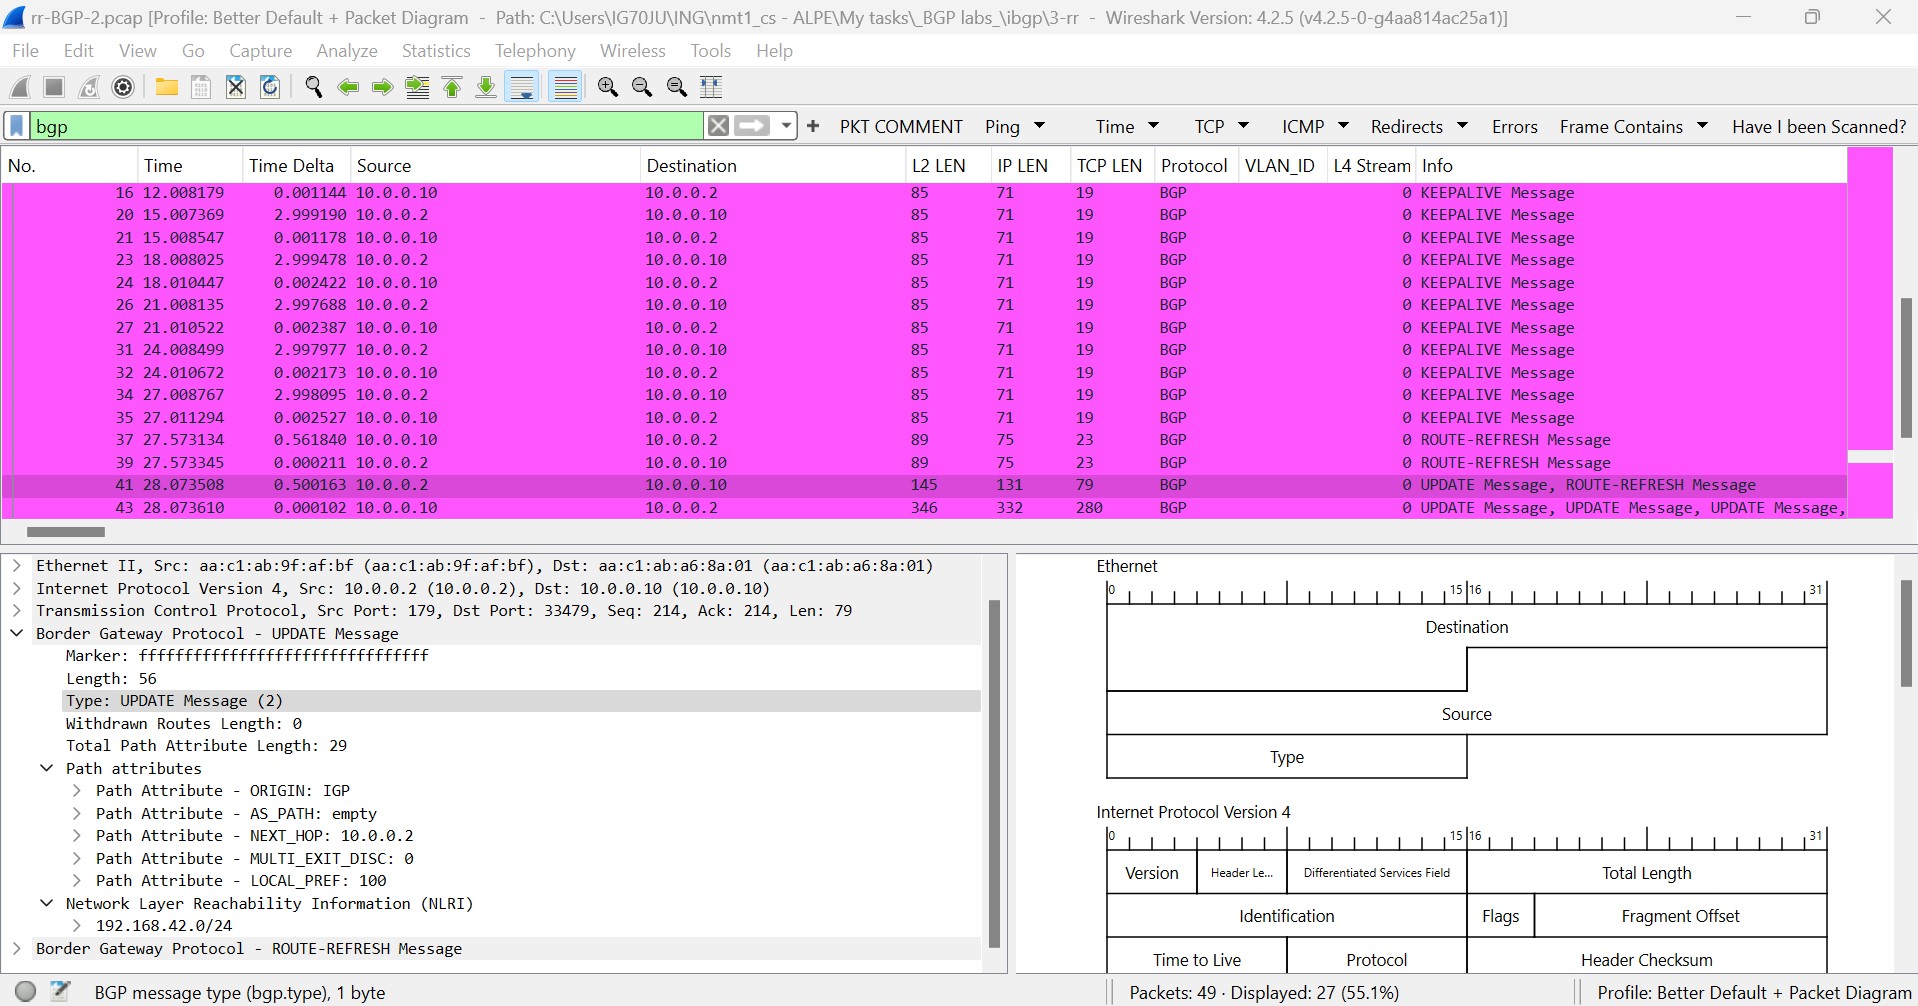 rr-BGP-2.pcap [Profile: Better Default + Packet Diagram - Path: C:\Users\IG70JU\ING\nmt1_cs - ALPE\My tasks\_BGP labs_\ibgp\3-rr - Wireshark Version: 4.2.5 (v4.2.5-0-g4aa814ac25a1)]
File Edit View Go Capture Analyze Statistics Telephony Wireless Tools Help
bgp + PKT COMMENT Ping Time TCP ICMP Redirects Errors Frame Contains Have I been Scanned?
No. Time Time Delta Source Destination L2 LEN IP LEN TCP LEN Protocol VLAN_ID L4 Stream Info
16 12.008179 0.001144 10.0.0.10 10.0.0.2 85 71 19 BGP 0 KEEPALIVE Message
20 15.007369 2.999190 10.0.0.2 10.0.0.10 85 71 19 BGP 0 KEEPALIVE Message
21 15.008547 0.001178 10.0.0.10 10.0.0.2 85 71 19 BGP 0 KEEPALIVE Message
23 18.008025 2.999478 10.0.0.2 10.0.0.10 85 71 19 BGP 0 KEEPALIVE Message
24 18.010447 0.002422 10.0.0.10 10.0.0.2 85 71 19 BGP 0 KEEPALIVE Message
26 21.008135 2.997688 10.0.0.2 10.0.0.10 85 71 19 BGP 0 KEEPALIVE Message
27 21.010522 0.002387 10.0.0.10 10.0.0.2 85 71 19 BGP 0 KEEPALIVE Message
31 24.008499 2.997977 10.0.0.2 10.0.0.10 85 71 19 BGP 0 KEEPALIVE Message
32 24.010672 0.002173 10.0.0.10 10.0.0.2 85 71 19 BGP 0 KEEPALIVE Message
34 27.008767 2.998095 10.0.0.2 10.0.0.10 85 71 19 BGP 0 KEEPALIVE Message
35 27.011294 0.002527 10.0.0.10 10.0.0.2 85 71 19 BGP 0 KEEPALIVE Message
37 27.573134 0.561840 10.0.0.10 10.0.0.2 89 75 23 BGP 0 ROUTE-REFRESH Message
39 27.573345 0.000211 10.0.0.2 10.0.0.10 89 75 23 BGP 0 ROUTE-REFRESH Message
41 28.073508 0.500163 10.0.0.2 10.0.0.10 145 131 79 BGP 0 UPDATE Message, ROUTE-REFRESH Message
43 28.073610 0.000102 10.0.0.10 10.0.0.2 346 332 280 BGP 0 UPDATE Message, UPDATE Message, UPDATE Message,
Ethernet II, Src: aa:c1:ab:9f:af:bf (aa:c1:ab:9f:af:bf), Dst: aa:c1:ab:a6:8a:01 (aa:c1:ab:a6:8a:01)
Internet Protocol Version 4, Src: 10.0.0.2 (10.0.0.2), Dst: 10.0.0.10 (10.0.0.10)
Transmission Control Protocol, Src Port: 179, Dst Port: 33479, Seq: 214, Ack: 214, Len: 79
Border Gateway Protocol - UPDATE Message
Marker: ffffffffffffffffffffffffffffffff
Length: 56
Type: UPDATE Message (2)
Withdrawn Routes Length: 0
Total Path Attribute Length: 29
Path attributes
Path Attribute - ORIGIN: IGP
Path Attribute - AS_PATH: empty
Path Attribute - NEXT_HOP: 10.0.0.2
Path Attribute - MULTI_EXIT_DISC: 0
Path Attribute - LOCAL_PREF: 100
Network Layer Reachability Information (NLRI)
192.168.42.0/24
Border Gateway Protocol - ROUTE-REFRESH Message
Ethernet
0 15 16 31
Destination
Source
Type
Internet Protocol Version 4
0 15 16 31
Version Header Le... Differentiated Services Field Total Length
Identification Flags Fragment Offset
Time to Live Protocol Header Checksum
BGP message type (bgp.type), 1 byte Packets: 49 · Displayed: 27 (55.1%) Profile: Better Default + Packet Diagram